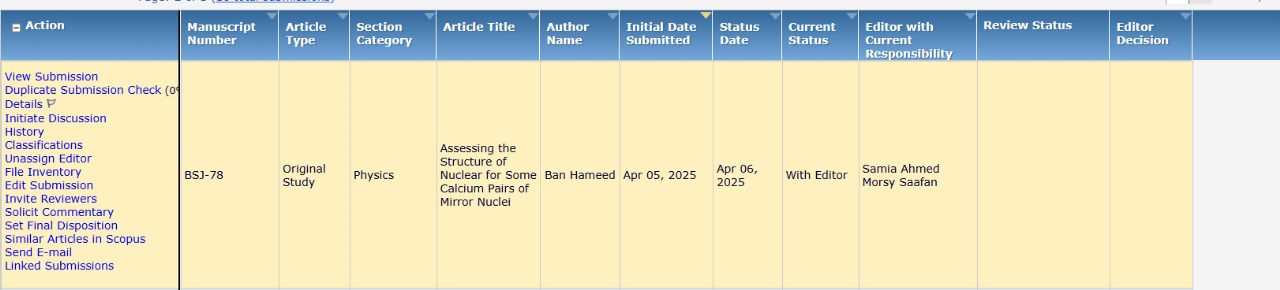 Action
Manuscript Number
Article Type
Section Category
Article Title
Author Name
Initial Date Submitted
Status Date
Current Status
Editor with Current Responsibility
Review Status
Editor Decision
View Submission
Duplicate Submission Check (0%
Details
Initiate Discussion
History
Classifications
Unassign Editor
File Inventory
Edit Submission
Invite Reviewers
Solicit Commentary
Set Final Disposition
Similar Articles in Scopus
Send E-mail
Linked Submissions
BSJ-78
Original
Study
Physics
Assessing the
Structure of
Nuclear for Some
Calcium Pairs of
Mirror Nuclei
Ban Hameed
Apr 05, 2025
Apr 06,
2025
With Editor
Samia Ahmed
Morsy Saafan